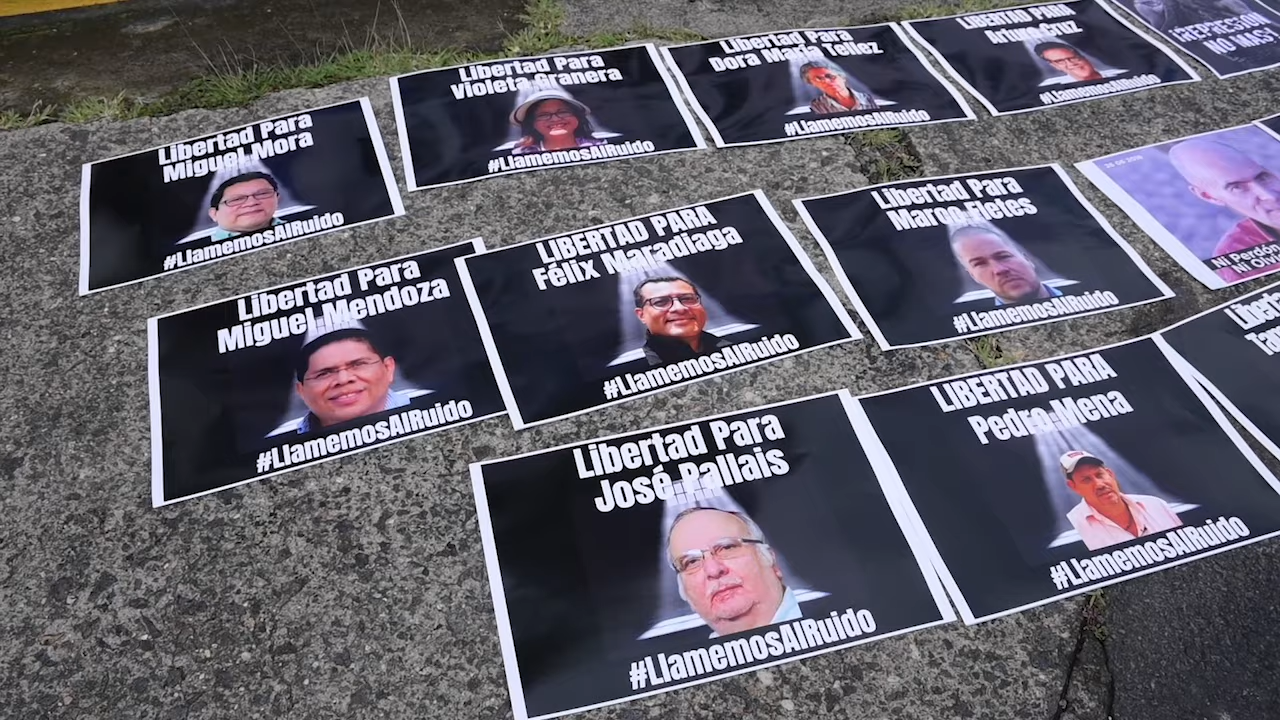 Libertad Para
Miguel Mora
#LlamemosAlRuido
Libertad Para
Violeta Granera
#LlamemosAlRuido
Libertad Para
Dora María Tellez
#LlamemosAlRuido
LIBERTAD PARA
Arturo Cruz
#LlamemosAlRuido
¡REPRESIÓN
NO MAS!
Libertad Para
Miguel Mendoza
#LlamemosAlRuido
LIBERTAD PARA
Félix Maradiaga
#LlamemosAlRuido
Libertad Para
Marco Fletes
#LlamemosAlRuido
Ni Perdón
Ni Olvi
Libertad Para
José Pallais
#LlamemosAlRuido
LIBERTAD PARA
Pedro Mena
#LlamemosAlRuido
Liberta